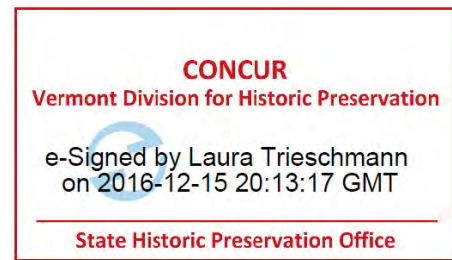 CONCUR
Vermont Division for Historic Preservation
e-Signed by Laura Trieschmann
on 2016-12-15 20:13:17 GMT
State Historic Preservation Office